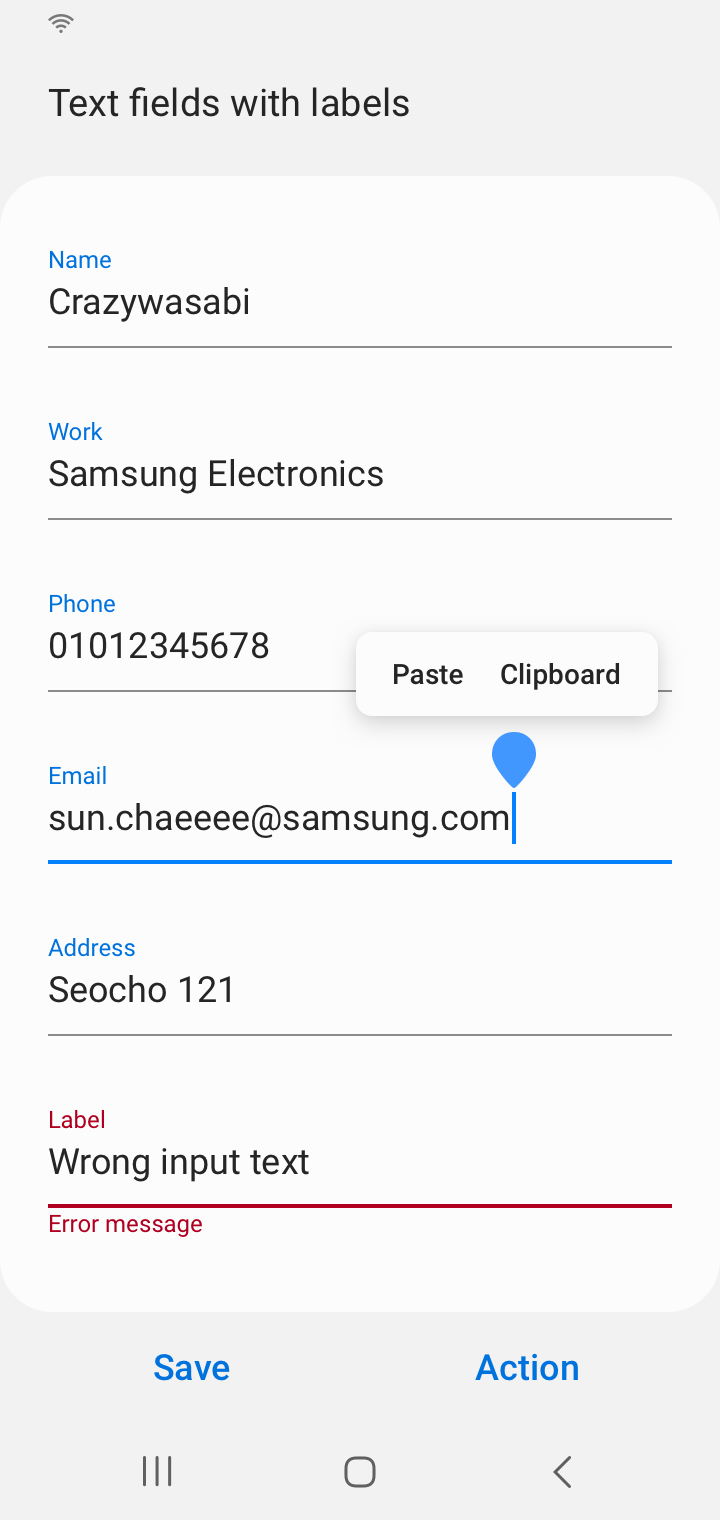 Text fields with labels
Name
Crazywasabi
Work
Samsung Electronics
Phone
01012345678
Paste Clipboard
Email
sun.chaeeee@samsung.com
Address
Seocho 121
Label
Wrong input text
Error message
Save Action